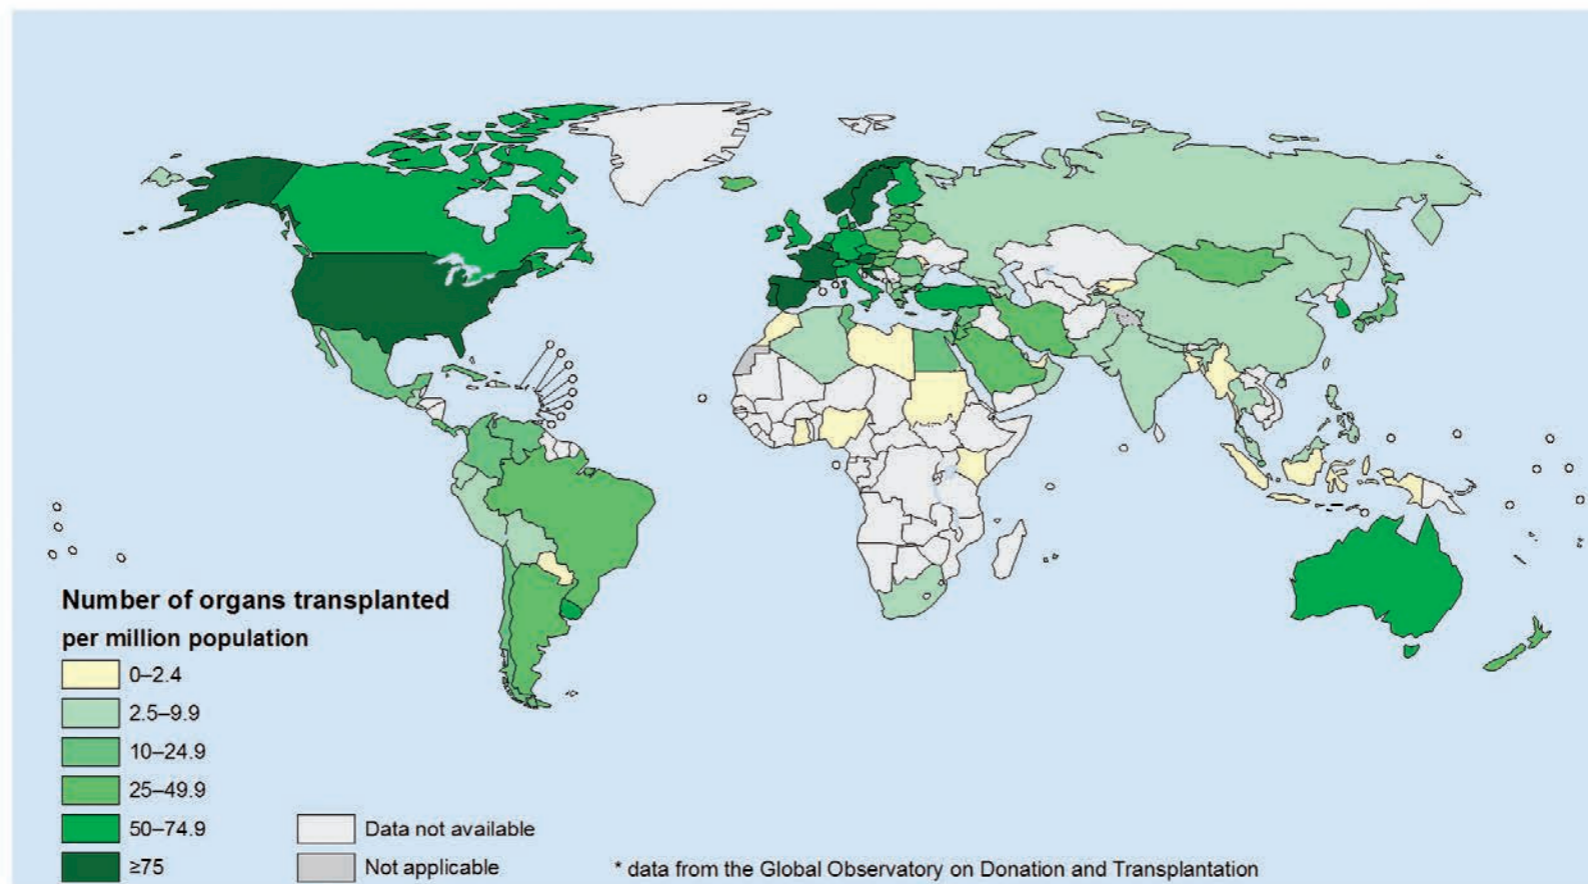 Number of organs transplanted
per million population
0–2.4
2.5–9.9
10–24.9
25–49.9
50–74.9
≥75
Data not available
Not applicable
* data from the Global Observatory on Donation and Transplantation